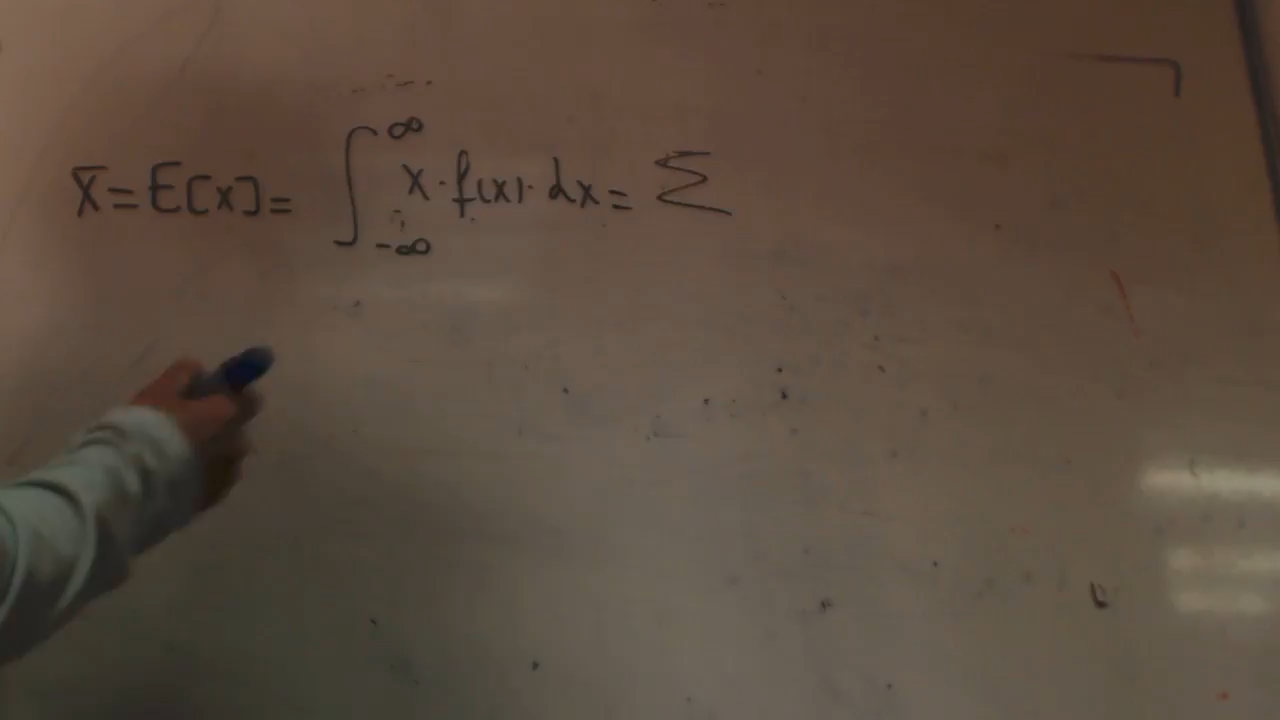 x̅ = E[x] = ∫_{-∞}^{∞} x · f(x) · dx = Σ